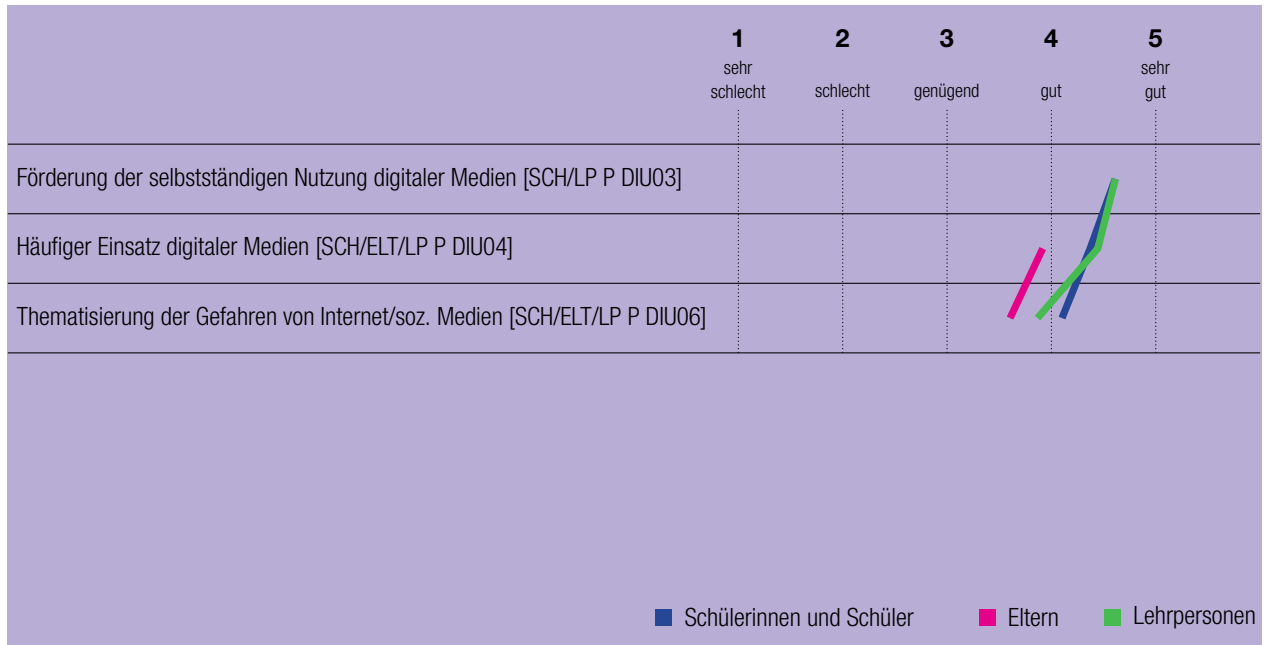 1 2 3 4 5
sehr schlecht schlecht genügend gut sehr gut
Förderung der selbstständigen Nutzung digitaler Medien [SCH/LP P DIU03]
Häufiger Einsatz digitaler Medien [SCH/ELT/LP P DIU04]
Thematisierung der Gefahren von Internet/soz. Medien [SCH/ELT/LP P DIU06]
Schülerinnen und Schüler Eltern Lehrpersonen